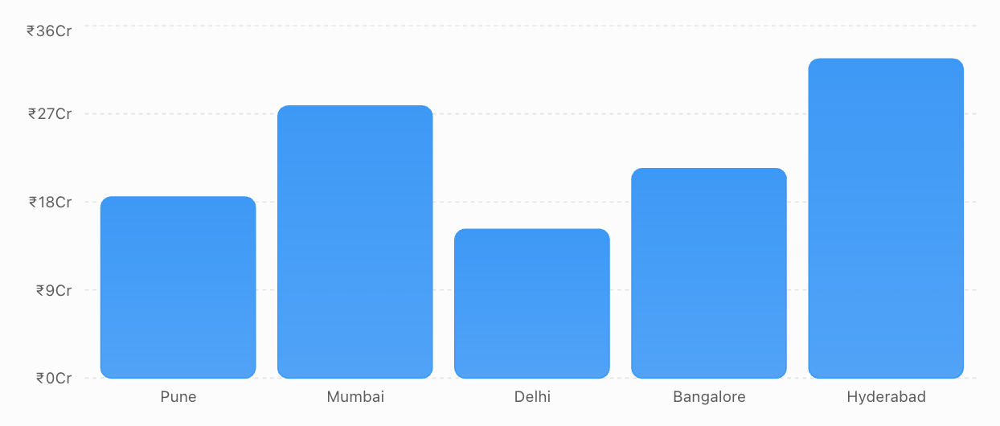 ₹36Cr
₹27Cr
₹18Cr
₹9Cr
₹0Cr
Pune Mumbai Delhi Bangalore Hyderabad